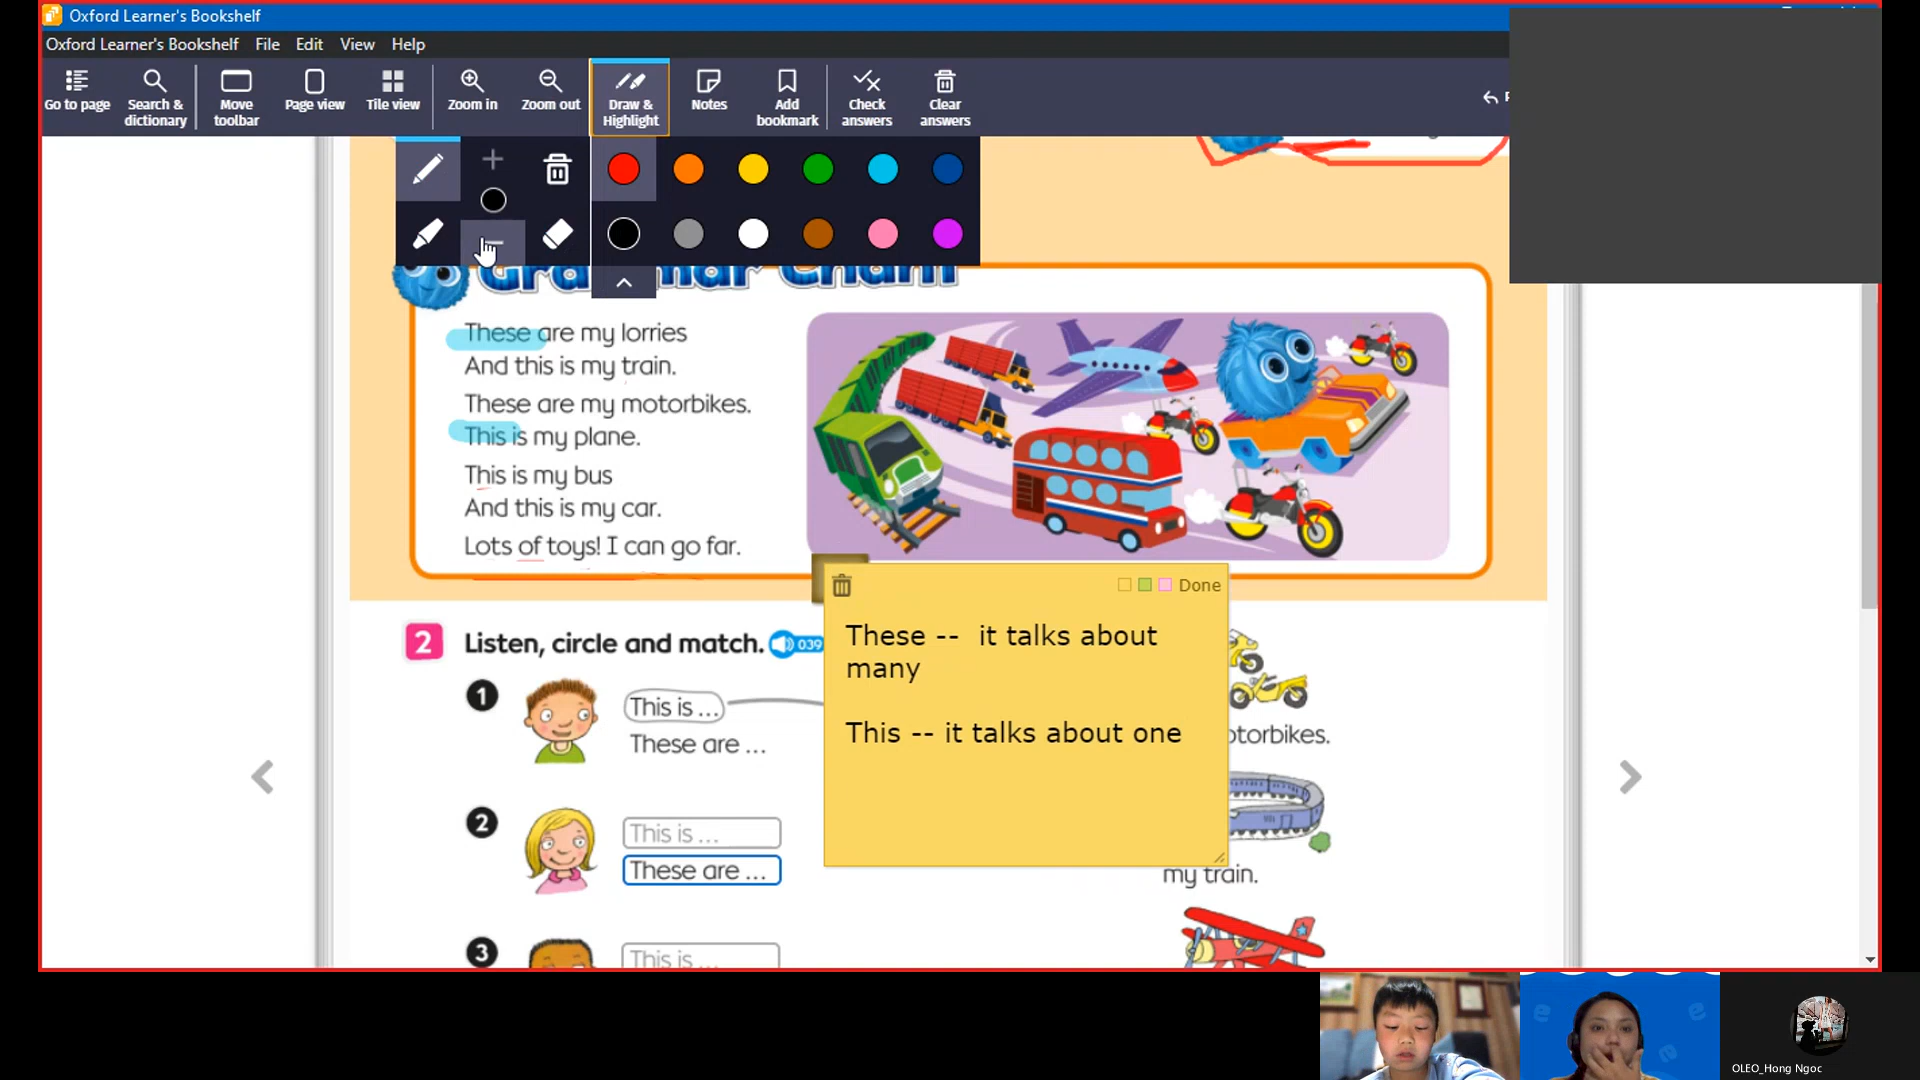 Oxford Learner's Bookshelf
Oxford Learner's Bookshelf File Edit View Help
Go to page
Search & dictionary
Move toolbar
Page view
Tile view
Zoom in
Zoom out
Draw & Highlight
Notes
Add bookmark
Check answers
Clear answers
Grammar Chant
These are my lorries
And this is my train.
These are my motorbikes.
This is my plane.
This is my bus
And this is my car.
Lots of toys! I can go far.
Done
These -- it talks about
many
This -- it talks about one
2 Listen, circle and match. 039
1 This is ...
These are ...
otorbikes.
2 This is ...
These are ...
my train.
3 This is ...
OLEO_Hong Ngoc